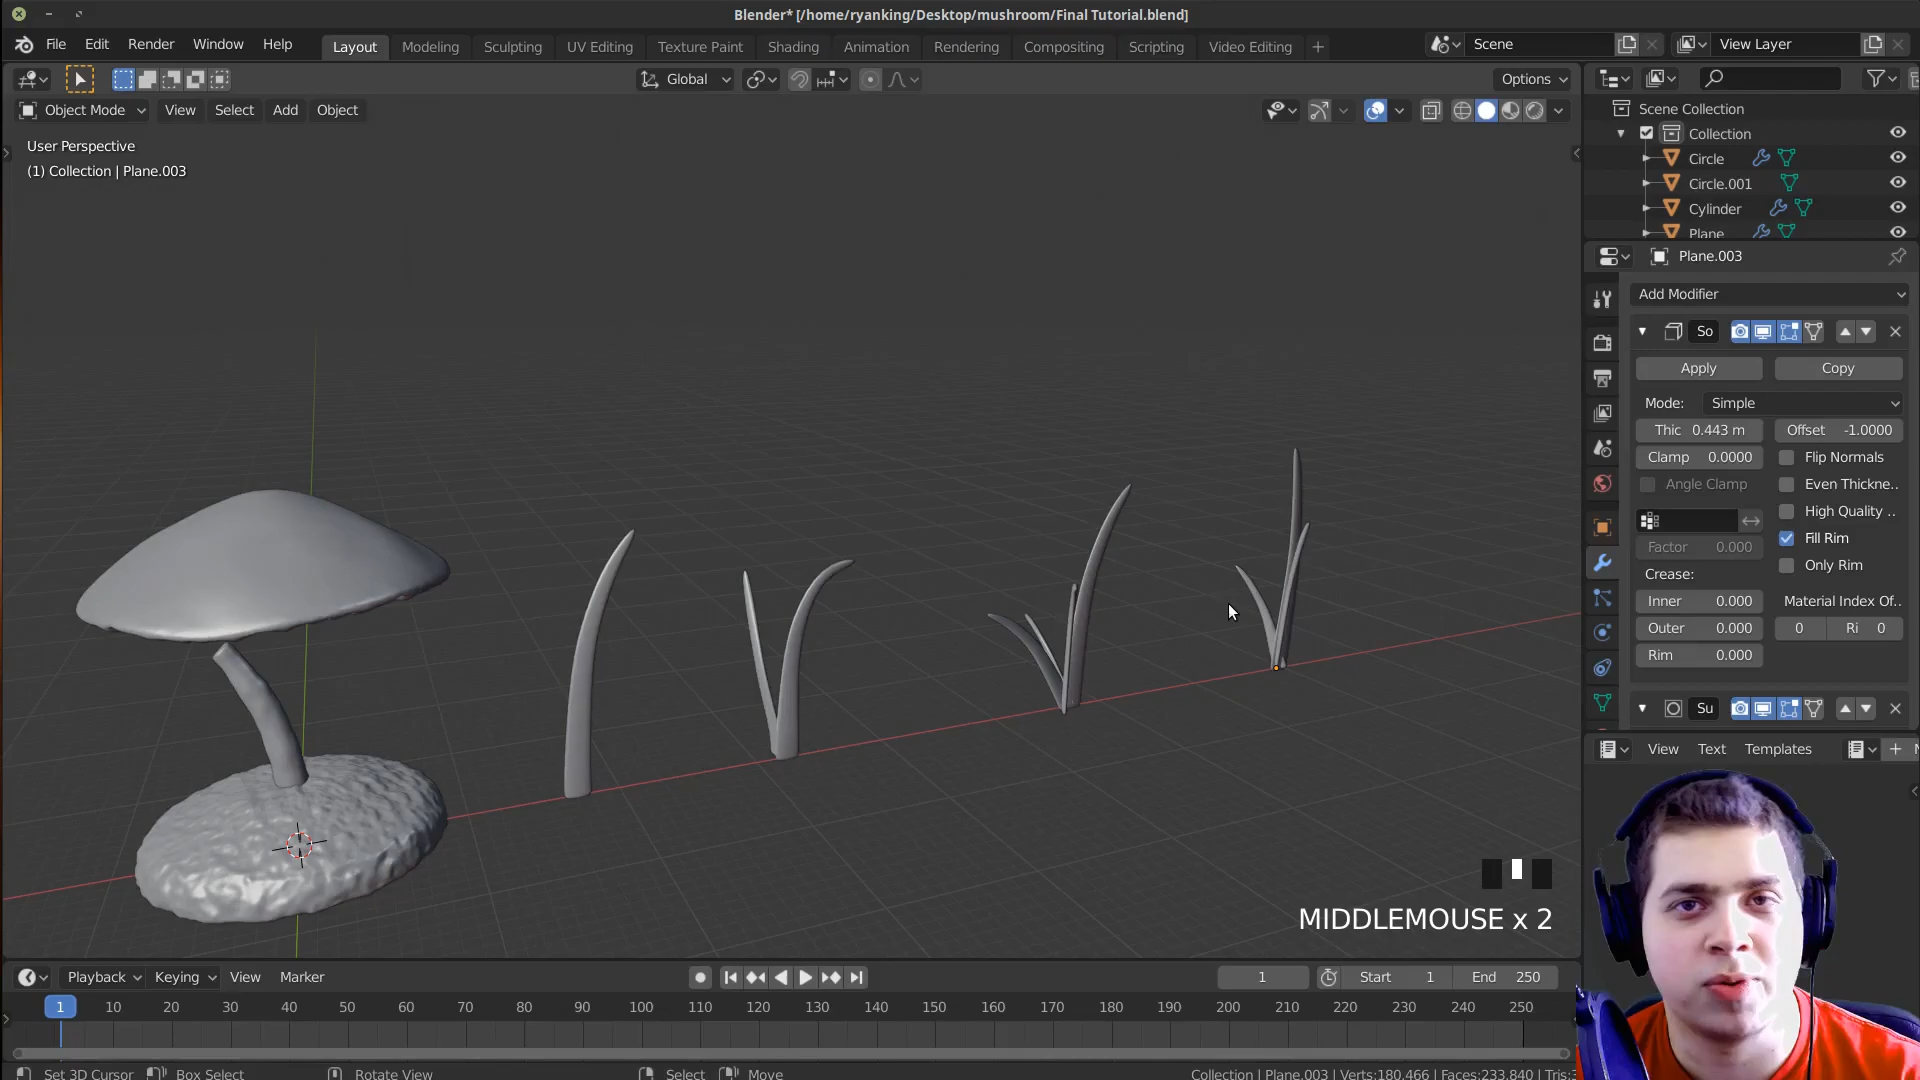 Blender* [/home/ryanking/Desktop/mushroom/Final Tutorial.blend]
File Edit Render Window Help Layout Modeling Sculpting UV Editing Texture Paint Shading Animation Rendering Compositing Scripting Video Editing + Scene View Layer
Global Options
Object Mode View Select Add Object
User Perspective
(1) Collection | Plane.003
Scene Collection
Collection
Circle
Circle.001
Cylinder
Plane
Plane.003
Add Modifier
So
Apply Copy
Mode: Simple
Thic 0.443 m Offset -1.0000
Clamp 0.0000 Flip Normals
Angle Clamp Even Thickne..
High Quality ..
Factor 0.000 Fill Rim
Only Rim
Crease:
Inner 0.000 Material Index Of..
Outer 0.000 0 Ri 0
Rim 0.000
Su
View Text Templates
MIDDLEMOUSE x 2
Playback Keying View Marker 1 Start 1 End 250
1 10 20 30 40 50 60 70 80 90 100 110 120 130 140 150 160 170 180 190 200 210 220 230 240 250
Set 3D Cursor Box Select Rotate View Select Move Collection | Plane.003 | Verts:180,466 | Faces:233,840 | Tris: